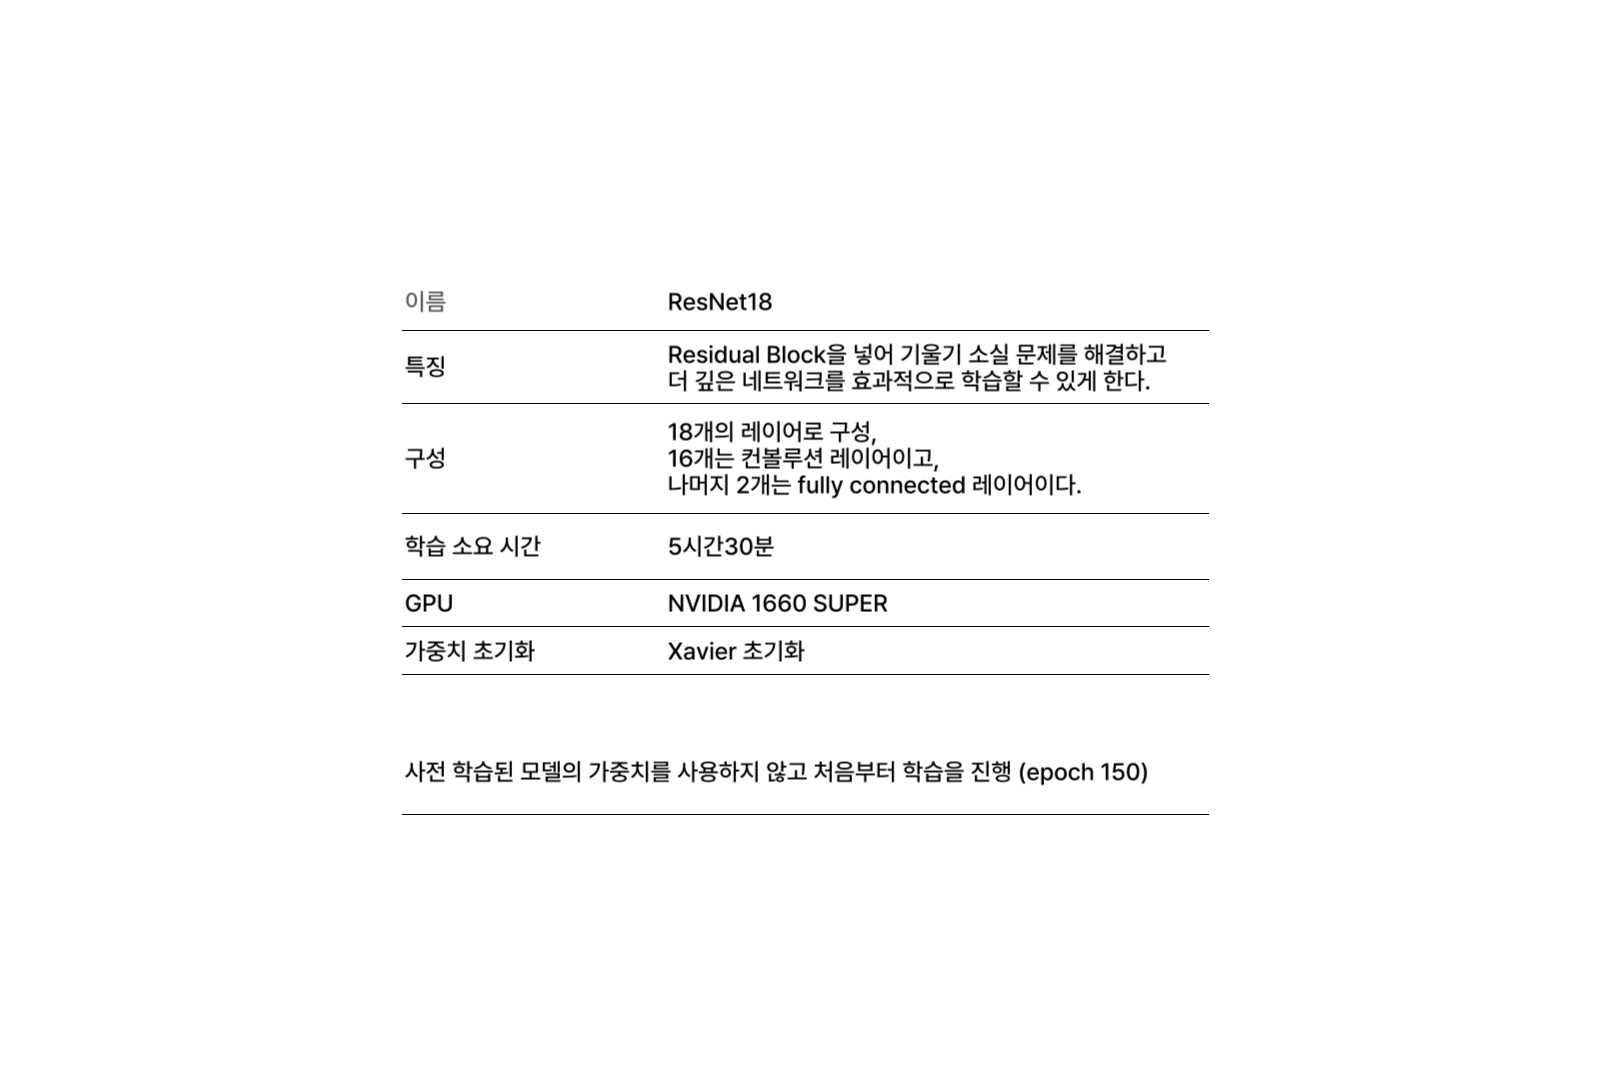 이름 ResNet18
특징 Residual Block을 넣어 기울기 소실 문제를 해결하고
더 깊은 네트워크를 효과적으로 학습할 수 있게 한다.
구성 18개의 레이어로 구성,
16개는 컨볼루션 레이어이고,
나머지 2개는 fully connected 레이어이다.
학습 소요 시간 5시간30분
GPU NVIDIA 1660 SUPER
가중치 초기화 Xavier 초기화
사전 학습된 모델의 가중치를 사용하지 않고 처음부터 학습을 진행 (epoch 150)